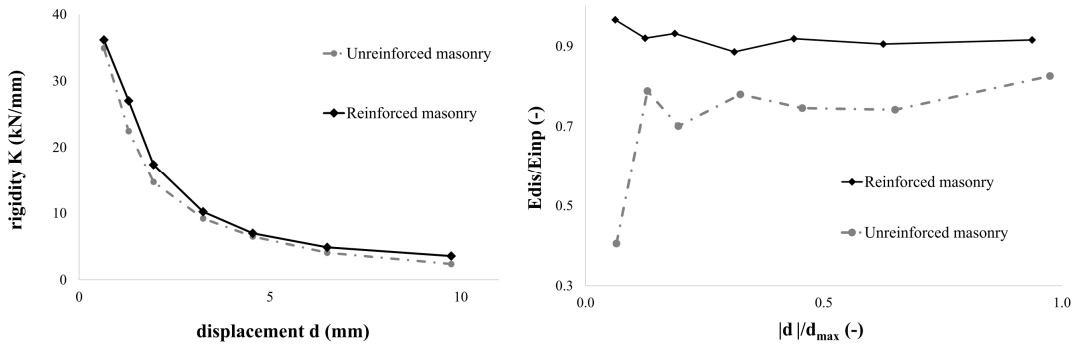 40
30
20
10
0
0
5
10
rigidity K (kN/mm)
displacement d (mm)
Unreinforced masonry
Reinforced masonry
0.9
0.7
0.5
0.3
0.0
0.5
1.0
Edis/Einp (-)
|d |/dmax (-)
Reinforced masonry
Unreinforced masonry